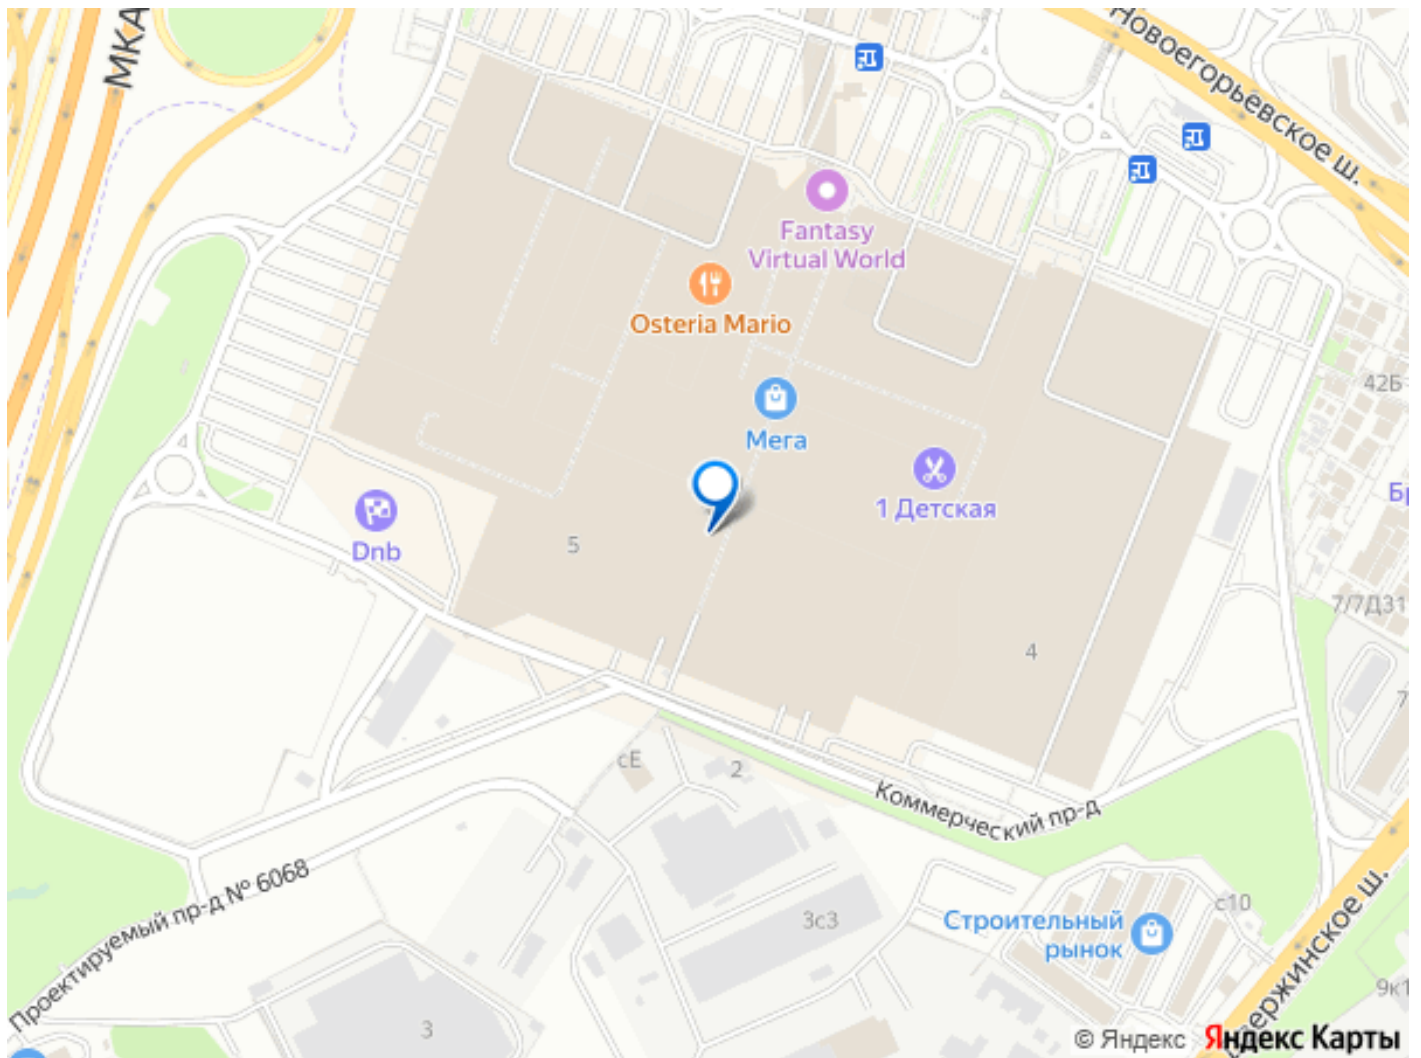 МКА
Новоегорьевское ш.
Fantasy
Virtual World
Osteria Mario
42Б
Мега
1 Детская
Dnb
5
7/7Д31
4
сЕ
2
Коммерческий пр-д
Проектируемый пр-д № 6068
3с3
Строительный
рынок
с10
3
9к1
© Яндекс Яндекс Карты